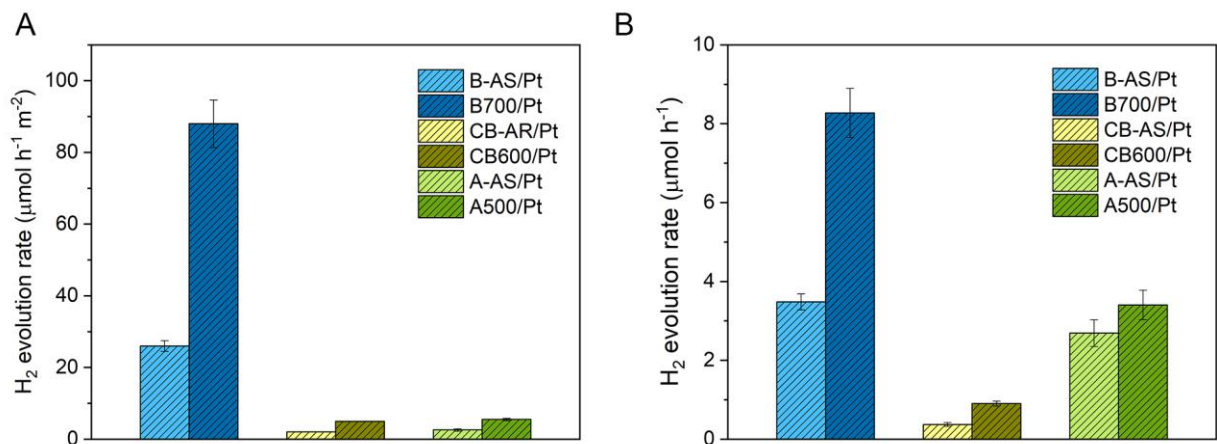 A
H₂ evolution rate (μmol h⁻¹ m⁻²)
100
80
60
40
20
0
B-AS/Pt
B700/Pt
CB-AR/Pt
CB600/Pt
A-AS/Pt
A500/Pt
B
H₂ evolution rate (μmol h⁻¹)
10
8
6
4
2
0
B-AS/Pt
B700/Pt
CB-AS/Pt
CB600/Pt
A-AS/Pt
A500/Pt